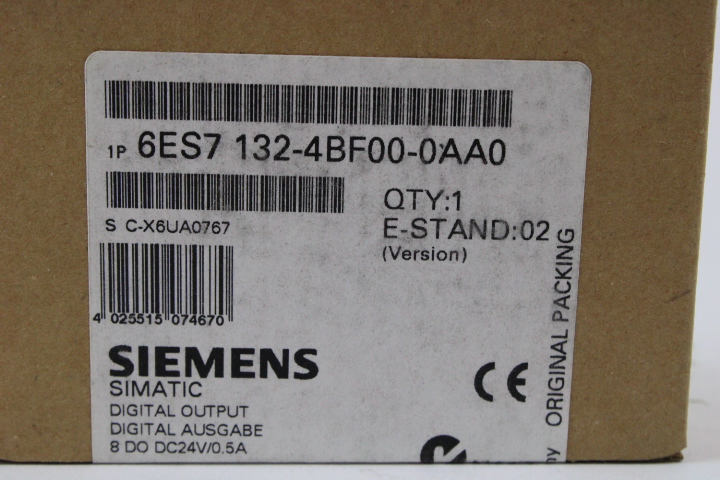 1P 6ES7 132-4BF00-0AA0
S C-X6UA0767
QTY:1
E-STAND:02
(Version)
4 025515 074670
SIEMENS
SIMATIC
DIGITAL OUTPUT
DIGITAL AUSGABE
8 DO DC24V/0.5A
CE
ORIGINAL PACKING